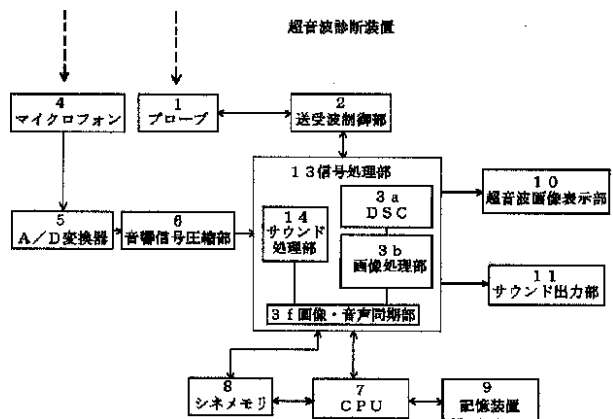 超音波診断装置
4
マイクロフォン
1
プローブ
2
送受波制御部
13信号処理部
10
超音波画像表示部
3a
DSC
5
A/D変換器
6
音響信号圧縮部
14
サウンド
処理部
3b
画像処理部
11
サウンド出力部
3f画像・音声同期部
8
シネメモリ
7
CPU
9
記憶装置